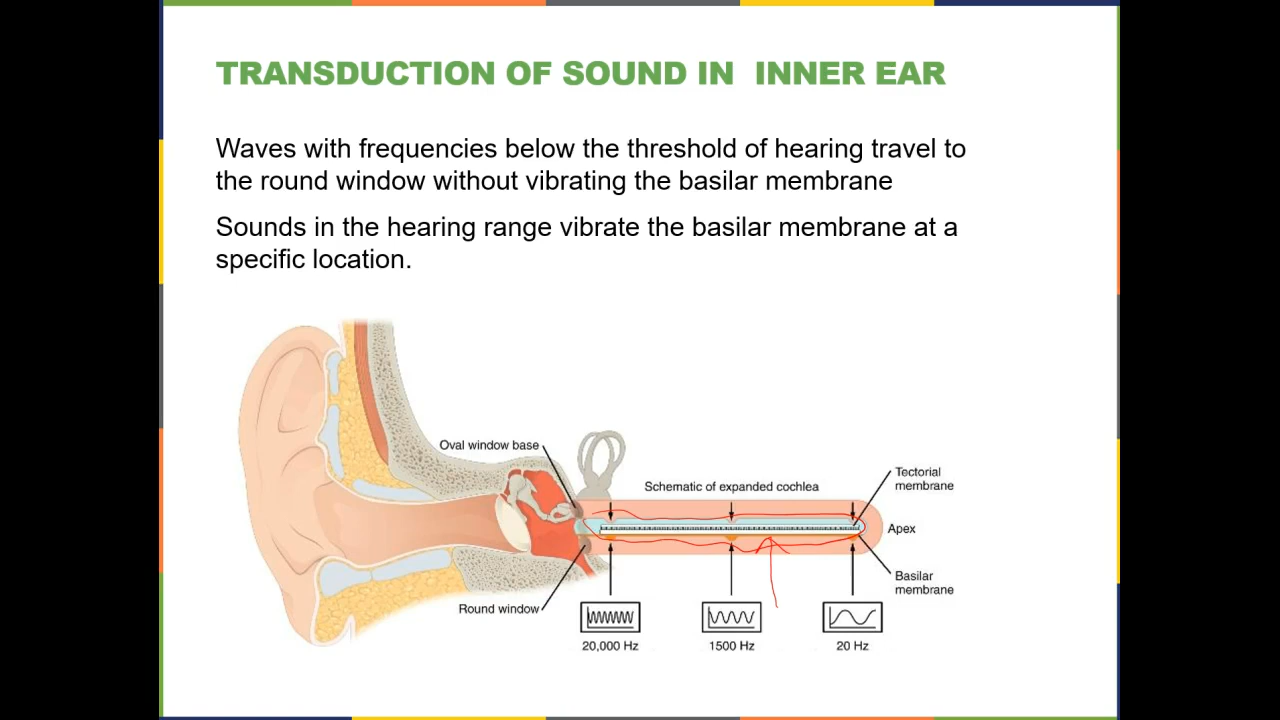 TRANSDUCTION OF SOUND IN  INNER EAR
Waves with frequencies below the threshold of hearing travel to
the round window without vibrating the basilar membrane
Sounds in the hearing range vibrate the basilar membrane at a
specific location.
Oval window base
Schematic of expanded cochlea
Tectorial
membrane
Apex
Basilar
membrane
Round window
20,000 Hz
1500 Hz
20 Hz